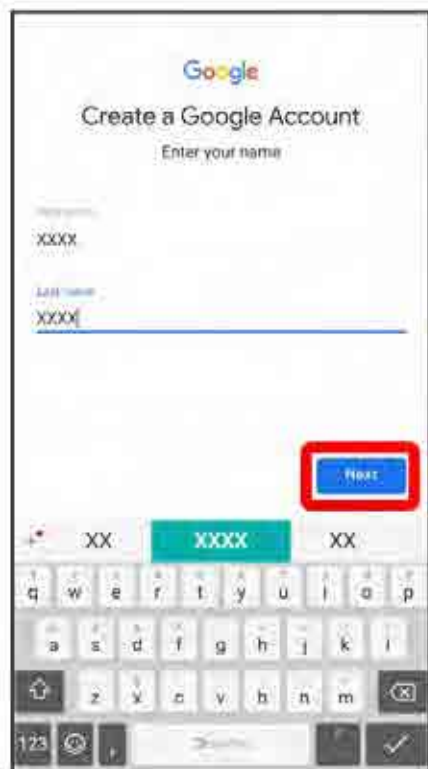 Google
Create a Google Account
Enter your name
XXXX
Last name
XXXX
Next
XX XXXX XX
q w e r t y u i o p
a s d f g h j k l
z x c v b n m
123 ,